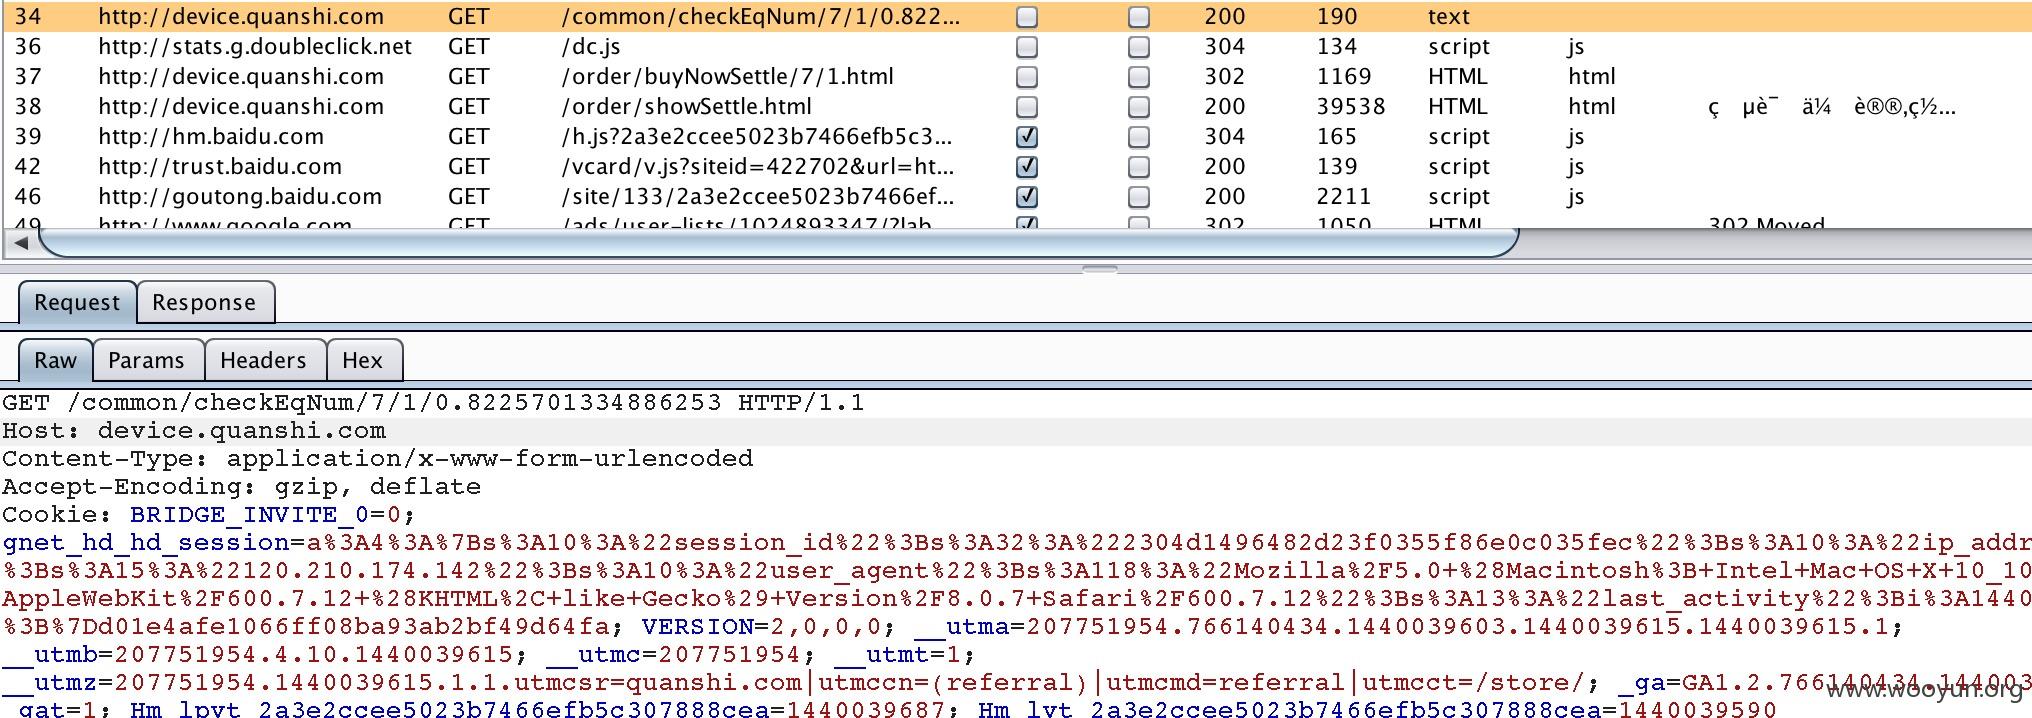 34 http://device.quanshi.com GET /common/checkEqNum/7/1/0.822... 200 190 text
36 http://stats.g.doubleclick.net GET /dc.js 304 134 script js
37 http://device.quanshi.com GET /order/buyNowSettle/7/1.html 302 1169 HTML html
38 http://device.quanshi.com GET /order/showSettle.html 200 39538 HTML html ç µè¯ ä¼ è®®,ç½...
39 http://hm.baidu.com GET /h.js?2a3e2ccee5023b7466efb5c3... 304 165 script js
42 http://trust.baidu.com GET /vcard/v.js?siteid=422702&url=ht... 200 139 script js
46 http://goutong.baidu.com GET /site/133/2a3e2ccee5023b7466ef... 200 2211 script js
49 http://www.google.com GET /ads/user-lists/1024893347/?lab 302 1050 HTML 302 Moved
Request Response
Raw Params Headers Hex
GET /common/checkEqNum/7/1/0.8225701334886253 HTTP/1.1
Host: device.quanshi.com
Content-Type: application/x-www-form-urlencoded
Accept-Encoding: gzip, deflate
Cookie: BRIDGE_INVITE_0=0;
gnet_hd_hd_session=a%3A4%3A%7Bs%3A10%3A%22session_id%22%3Bs%3A32%3A%222304d1496482d23f0355f86e0c035fec%22%3Bs%3A10%3A%22ip_addr
%3Bs%3A15%3A%22120.210.174.142%22%3Bs%3A10%3A%22user_agent%22%3Bs%3A118%3A%22Mozilla%2F5.0+%28Macintosh%3B+Intel+Mac+OS+X+10_10
AppleWebKit%2F600.7.12+%28KHTML%2C+like+Gecko%29+Version%2F8.0.7+Safari%2F600.7.12%22%3Bs%3A13%3A%22last_activity%22%3Bi%3A1440
%3B%7Dd01e4afe1066ff08ba93ab2bf49d64fa; VERSION=2,0,0,0; __utma=207751954.766140434.1440039603.1440039615.1440039615.1;
__utmb=207751954.4.10.1440039615; __utmc=207751954; __utmt=1;
__utmz=207751954.1440039615.1.1.utmcsr=quanshi.com|utmccn=(referral)|utmcmd=referral|utmcct=/store/; _ga=GA1.2.766140434.144003
_gat=1; Hm_lpvt_2a3e2ccee5023b7466efb5c307888cea=1440039687; Hm_lvt_2a3e2ccee5023b7466efb5c307888cea=1440039590
www.wooyun.org